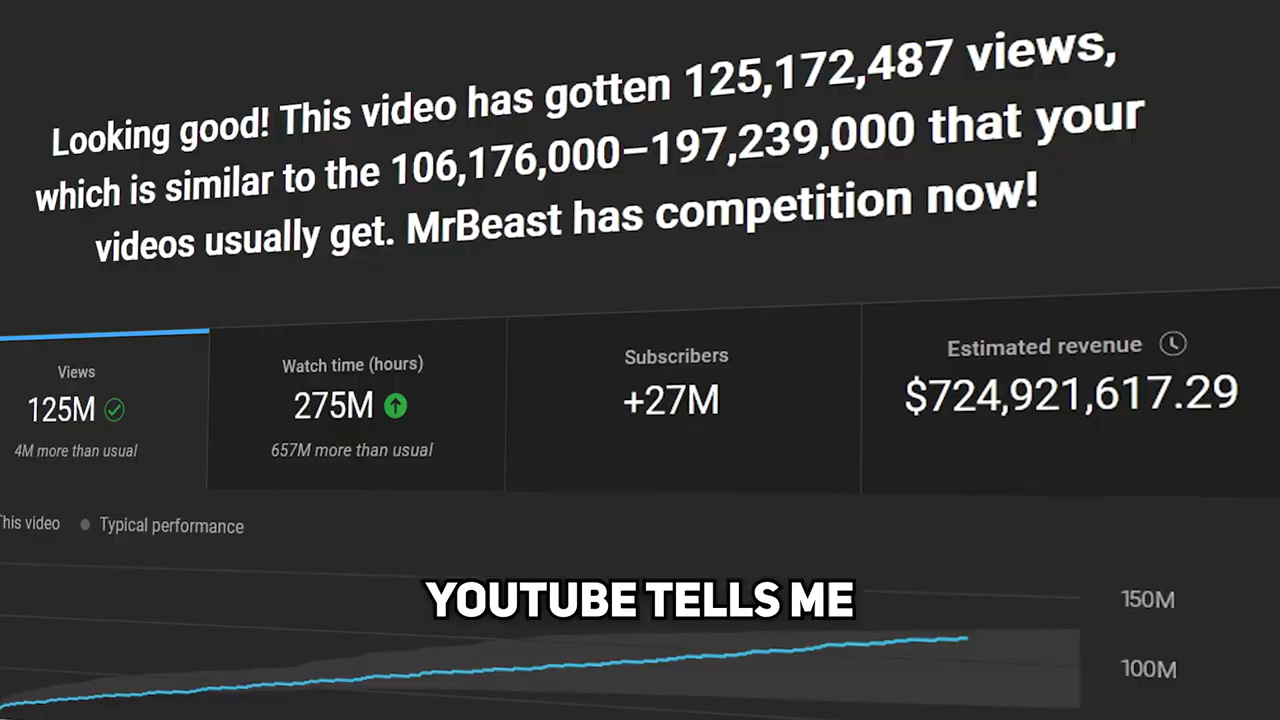 Looking good! This video has gotten 125,172,487 views,
which is similar to the 106,176,000–197,239,000 that your
videos usually get. MrBeast has competition now!
Views
125M
4M more than usual
Watch time (hours)
275M
657M more than usual
Subscribers
+27M
Estimated revenue
$724,921,617.29
This video
Typical performance
YOUTUBE TELLS ME
150M
100M